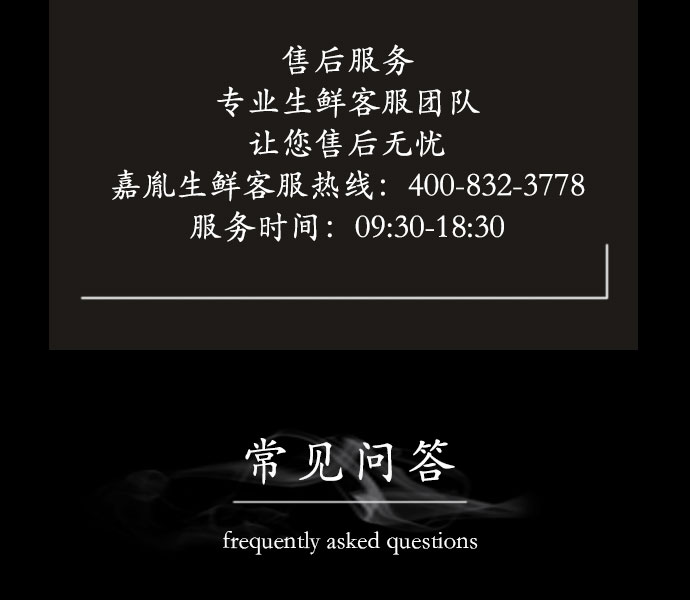 售后服务
专业生鲜客服团队
让您售后无忧
嘉胤生鲜客服热线：400-832-3778
服务时间：09:30-18:30
常见问答
frequently asked questions